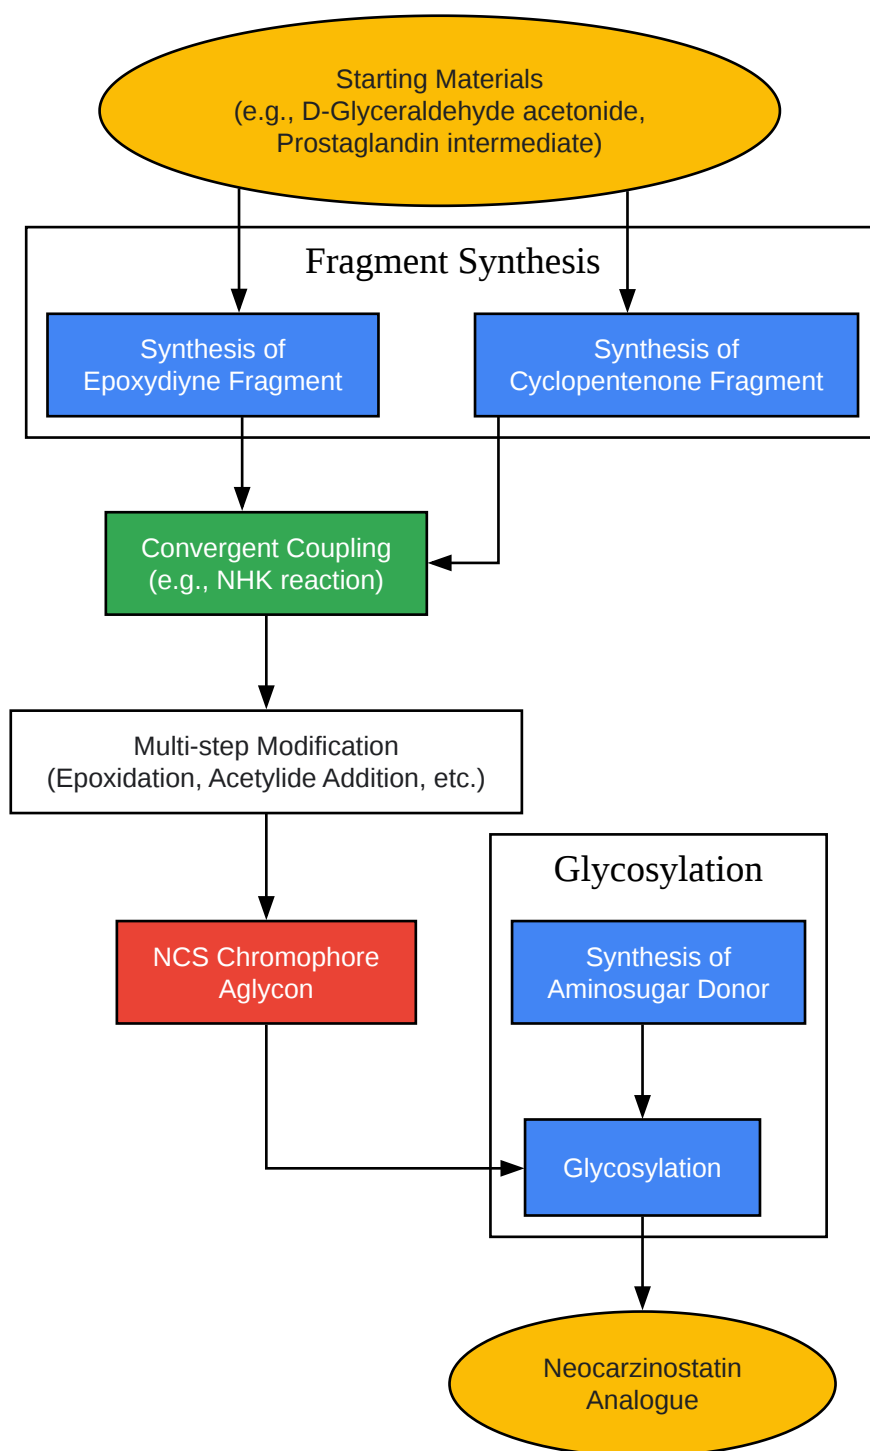 Starting Materials
(e.g., D-Glyceraldehyde acetonide,
Prostaglandin intermediate)
Fragment Synthesis
Synthesis of
Epoxydiyne Fragment
Synthesis of
Cyclopentenone Fragment
Convergent Coupling
(e.g., NHK reaction)
Multi-step Modification
(Epoxidation, Acetylide Addition, etc.)
NCS Chromophore
Aglycon
Glycosylation
Synthesis of
Aminosugar Donor
Glycosylation
Neocarzinostatin
Analogue